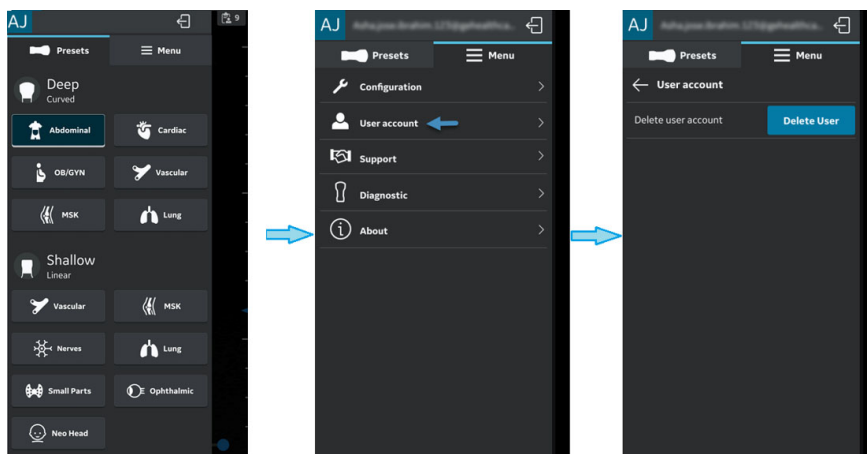 AJ
9
Presets
Menu
Deep
Curved
Abdominal
Cardiac
OB/GYN
Vascular
MSK
Lung
Shallow
Linear
Vascular
MSK
Nerves
Lung
Small Parts
Ophthalmic
Neo Head
AJ
Presets
Menu
Configuration
User account
Support
Diagnostic
About
AJ
Presets
Menu
User account
Delete user account
Delete User